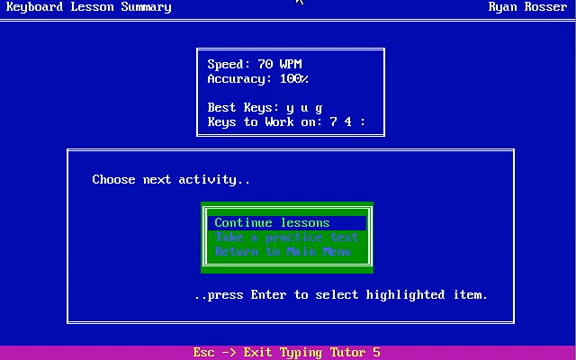 Keyboard Lesson Summary Ryan Rosser
Speed: 70 WPM
Accuracy: 100%
Best Keys: y u g
Keys to Work on: 7 4 :
Choose next activity..
Continue lessons
Take a practice test
Return to Main Menu
..press Enter to select highlighted item.
Esc -> Exit Typing Tutor 5